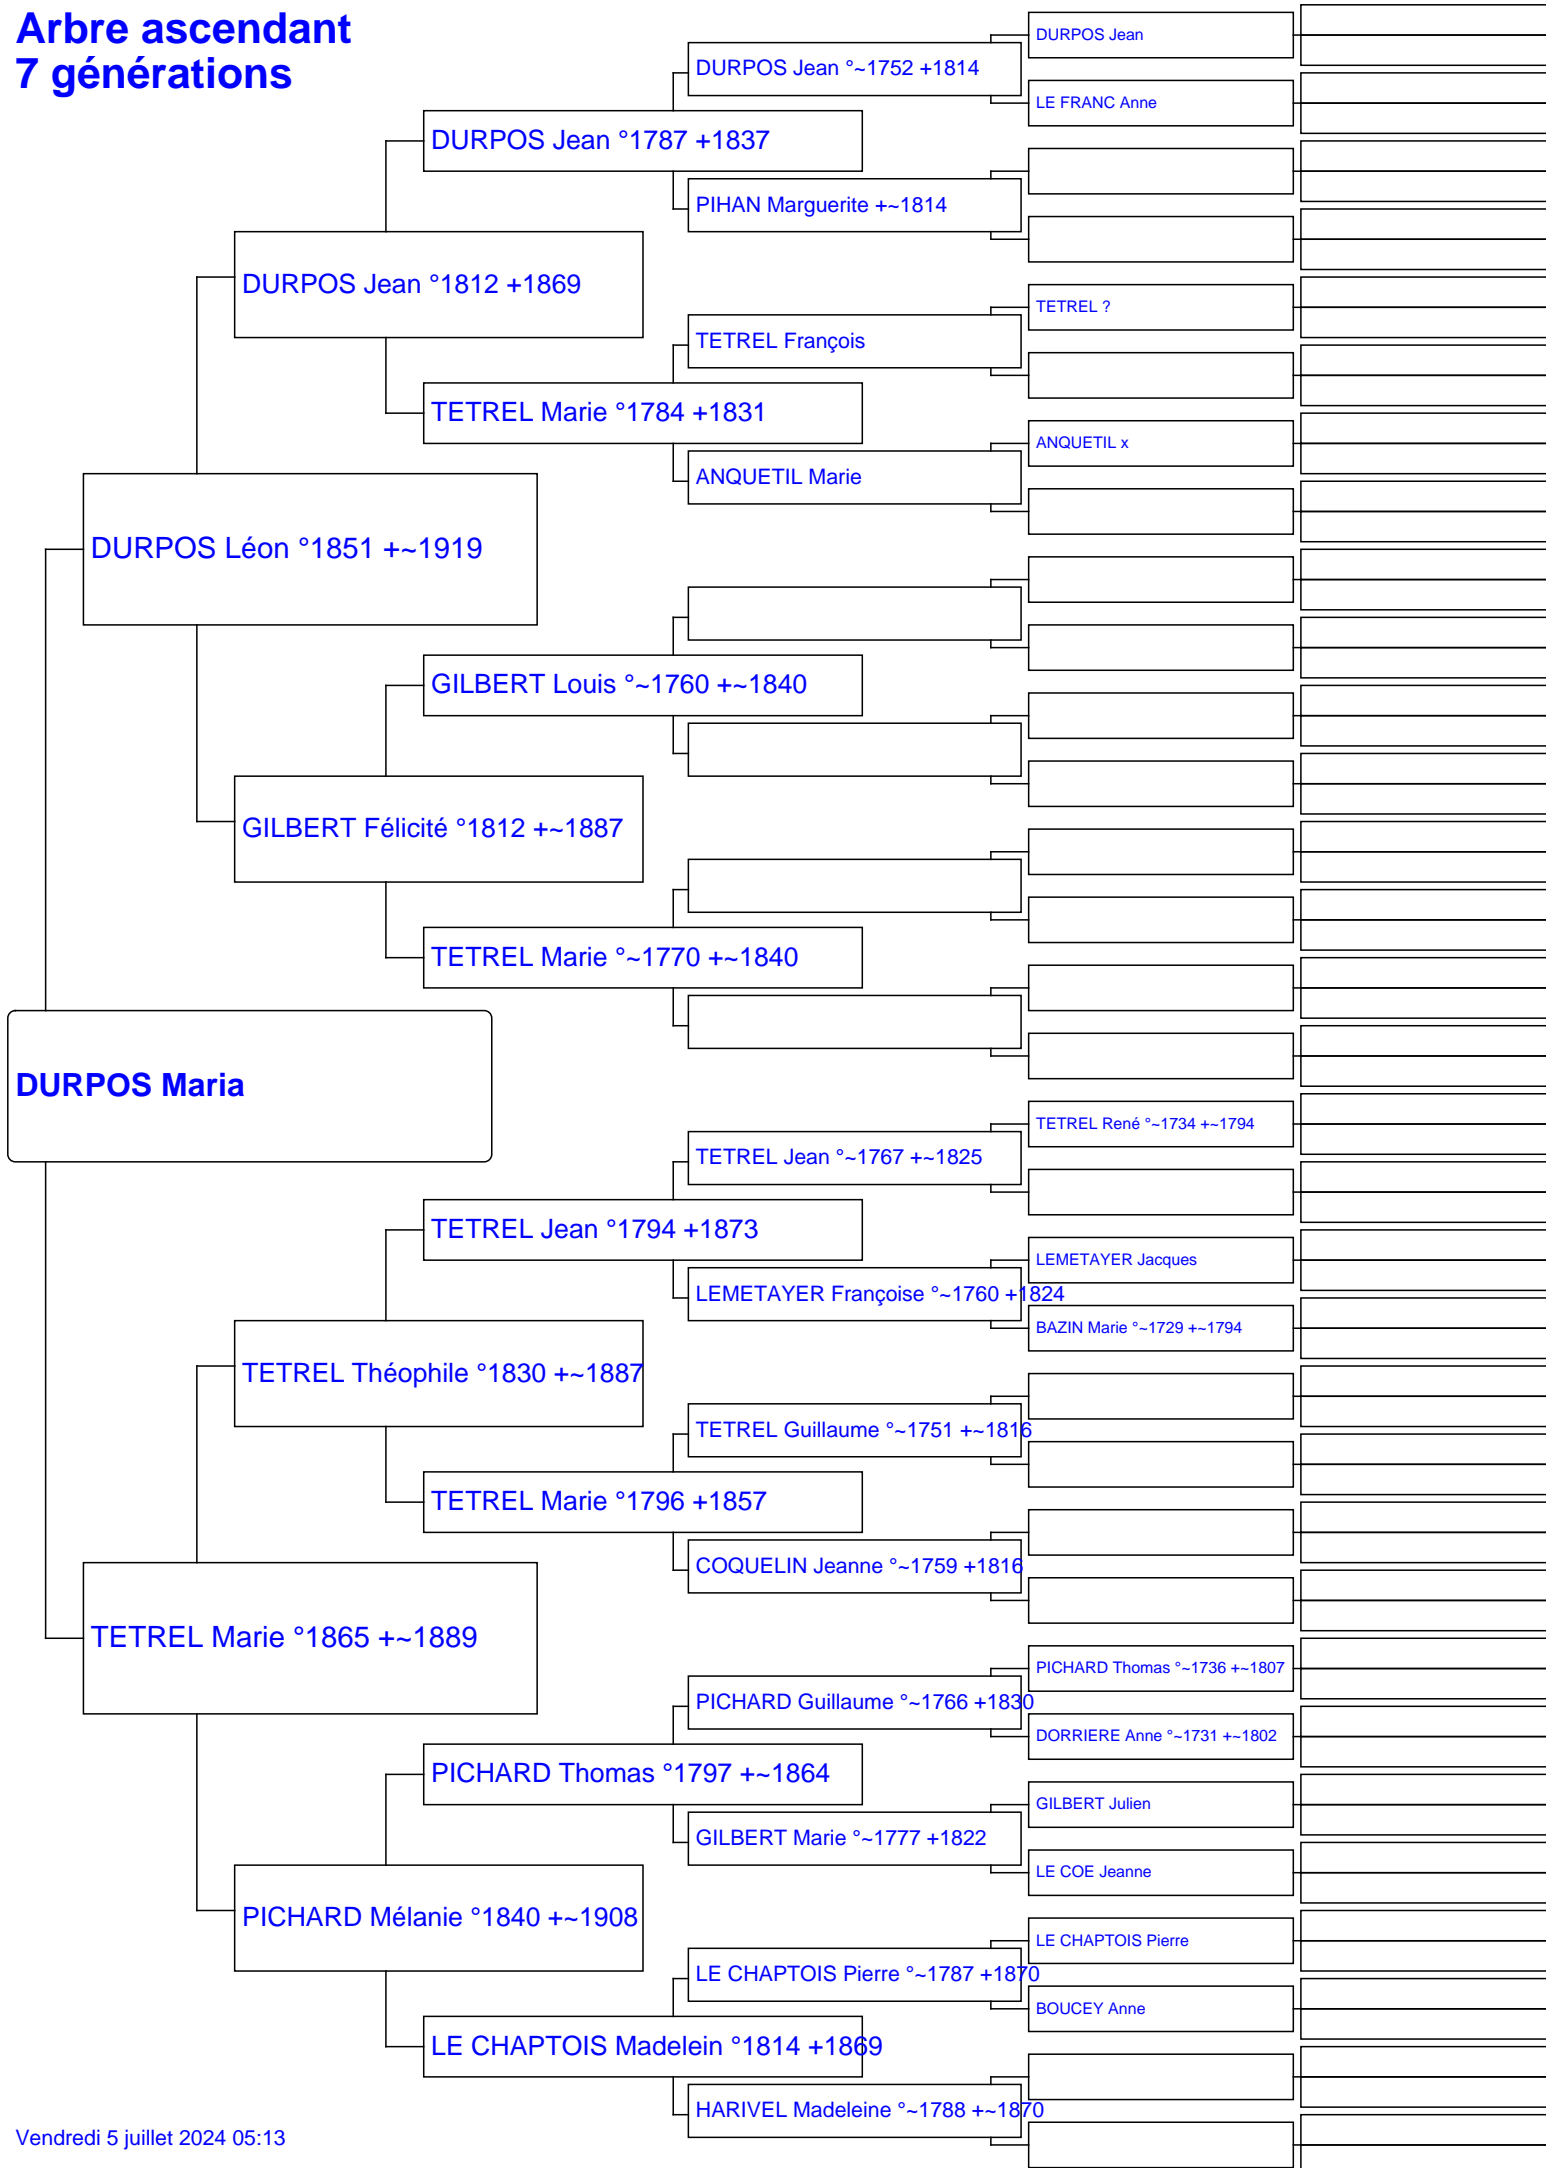 Arbre ascendant
7 générations
DURPOS Jean
DURPOS Jean °~1752 +1814
LE FRANC Anne
DURPOS Jean °1787 +1837
PIHAN Marguerite +~1814
DURPOS Jean °1812 +1869
TETREL ?
TETREL François
TETREL Marie °1784 +1831
ANQUETIL x
ANQUETIL Marie
DURPOS Léon °1851 +~1919
GILBERT Louis °~1760 +~1840
GILBERT Félicité °1812 +~1887
TETREL Marie °~1770 +~1840
DURPOS Maria
TETREL René °~1734 +~1794
TETREL Jean °~1767 +~1825
TETREL Jean °1794 +1873
LEMETAYER Jacques
LEMETAYER Françoise °~1760 +1824
BAZIN Marie °~1729 +~1794
TETREL Théophile °1830 +~1887
TETREL Guillaume °~1751 +~1816
TETREL Marie °1796 +1857
COQUELIN Jeanne °~1759 +1816
TETREL Marie °1865 +~1889
PICHARD Thomas °~1736 +~1807
PICHARD Guillaume °~1766 +1830
DORRIERE Anne °~1731 +~1802
PICHARD Thomas °1797 +~1864
GILBERT Julien
GILBERT Marie °~1777 +1822
LE COE Jeanne
PICHARD Mélanie °1840 +~1908
LE CHAPTOIS Pierre
LE CHAPTOIS Pierre °~1787 +1870
BOUCEY Anne
LE CHAPTOIS Madelein °1814 +1869
HARIVEL Madeleine °~1788 +~1870
Vendredi 5 juillet 2024 05:13